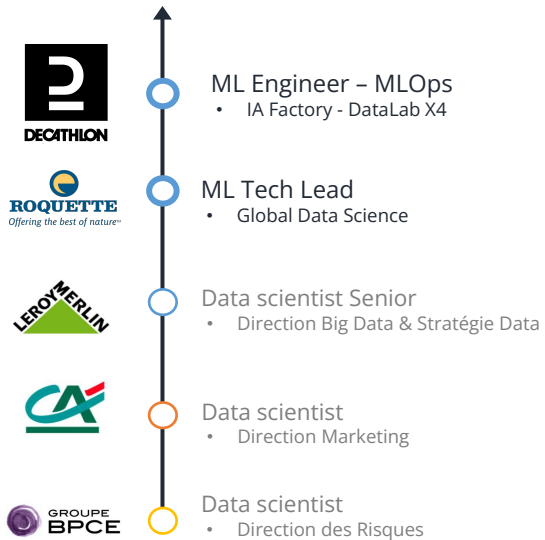 DECATHLON
ML Engineer – MLOps
• IA Factory - DataLab X4
ROQUETTE
Offering the best of nature™
ML Tech Lead
• Global Data Science
LEROY MERLIN
Data scientist Senior
• Direction Big Data & Stratégie Data
CA
Data scientist
• Direction Marketing
GROUPE
BPCE
Data scientist
• Direction des Risques